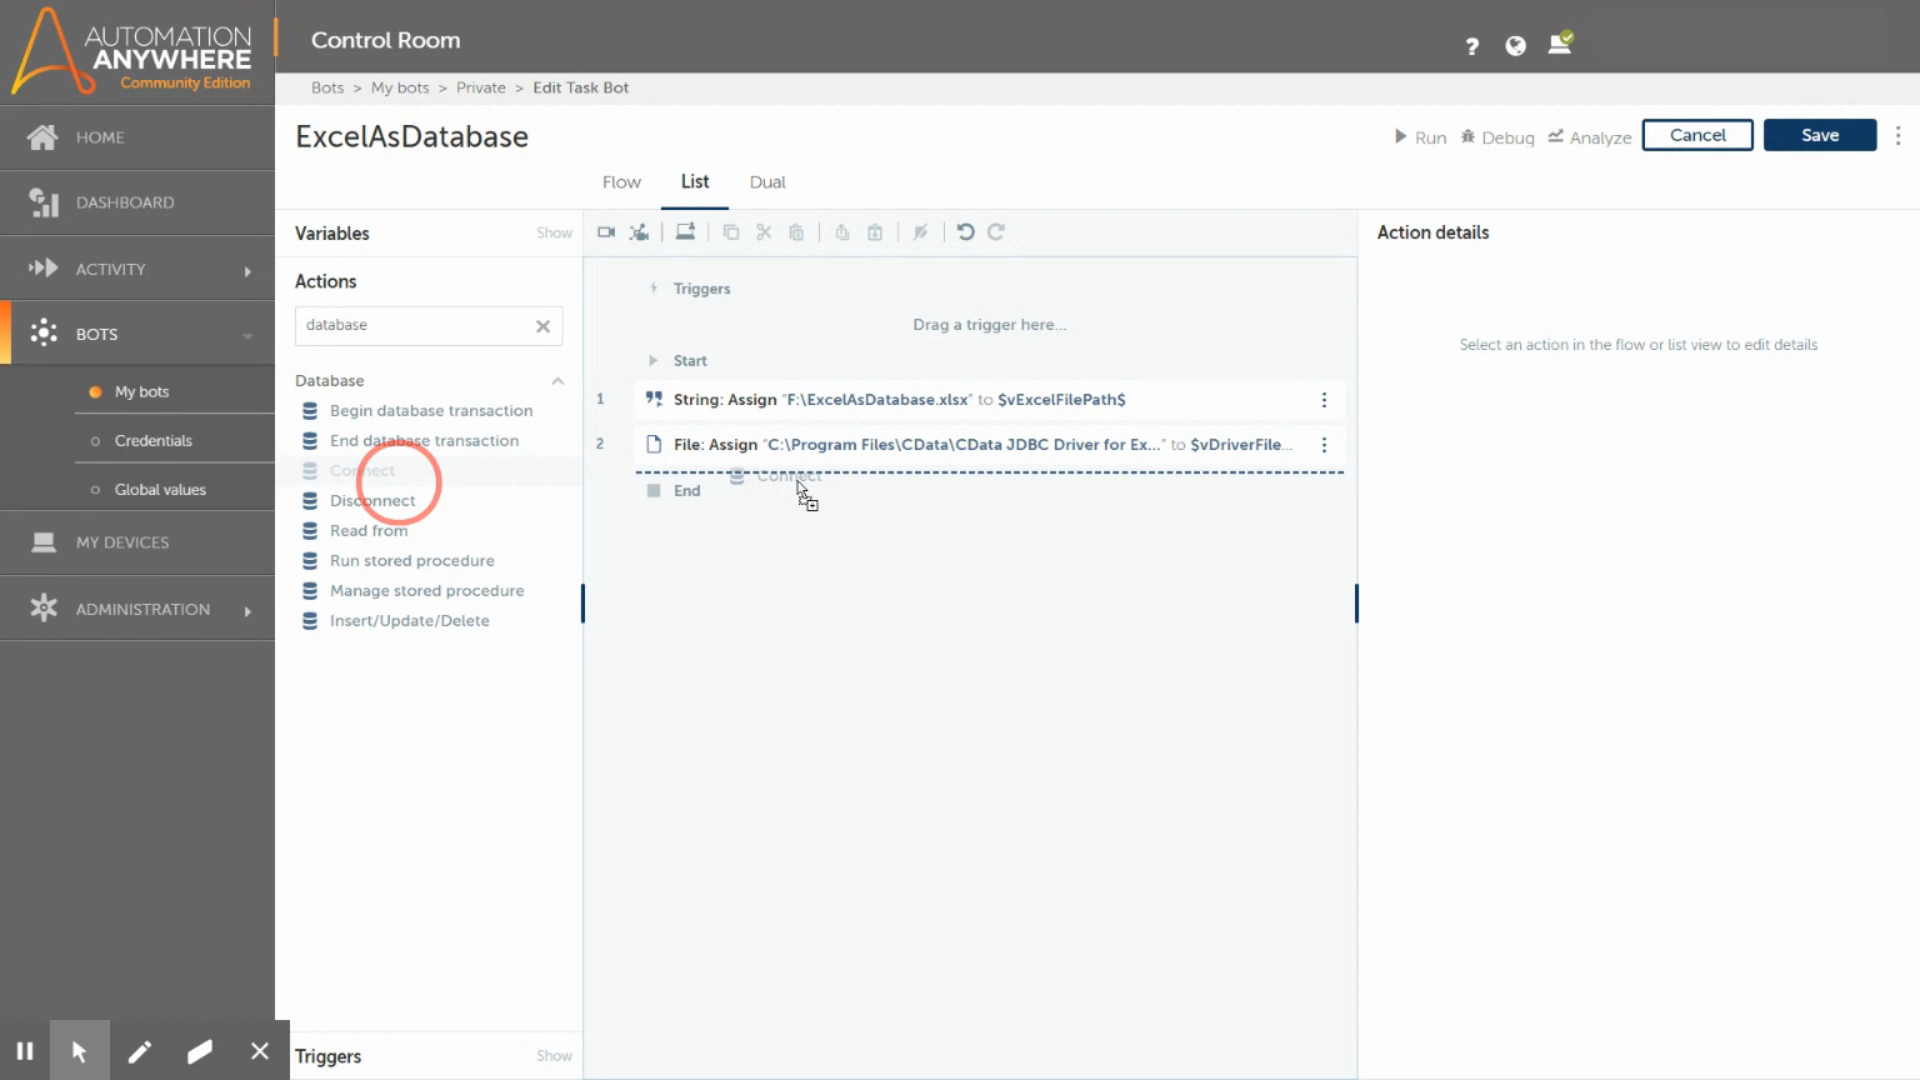 AUTOMATION
ANYWHERE
Community Edition
Control Room
?
Bots > My bots > Private > Edit Task Bot
HOME
DASHBOARD
ACTIVITY
BOTS
My bots
Credentials
Global values
MY DEVICES
ADMINISTRATION
ExcelAsDatabase
Run
Debug
Analyze
Cancel
Save
Flow
List
Dual
Variables
Show
Actions
database
Database
Begin database transaction
End database transaction
Connect
Disconnect
Read from
Run stored procedure
Manage stored procedure
Insert/Update/Delete
Triggers
Show
Triggers
Drag a trigger here...
Start
1 String: Assign "F:\ExcelAsDatabase.xlsx" to $vExcelFilePath$
2 File: Assign "C:\Program Files\CData\CData JDBC Driver for Ex..." to $vDriverFile...
Connect
End
Action details
Select an action in the flow or list view to edit details